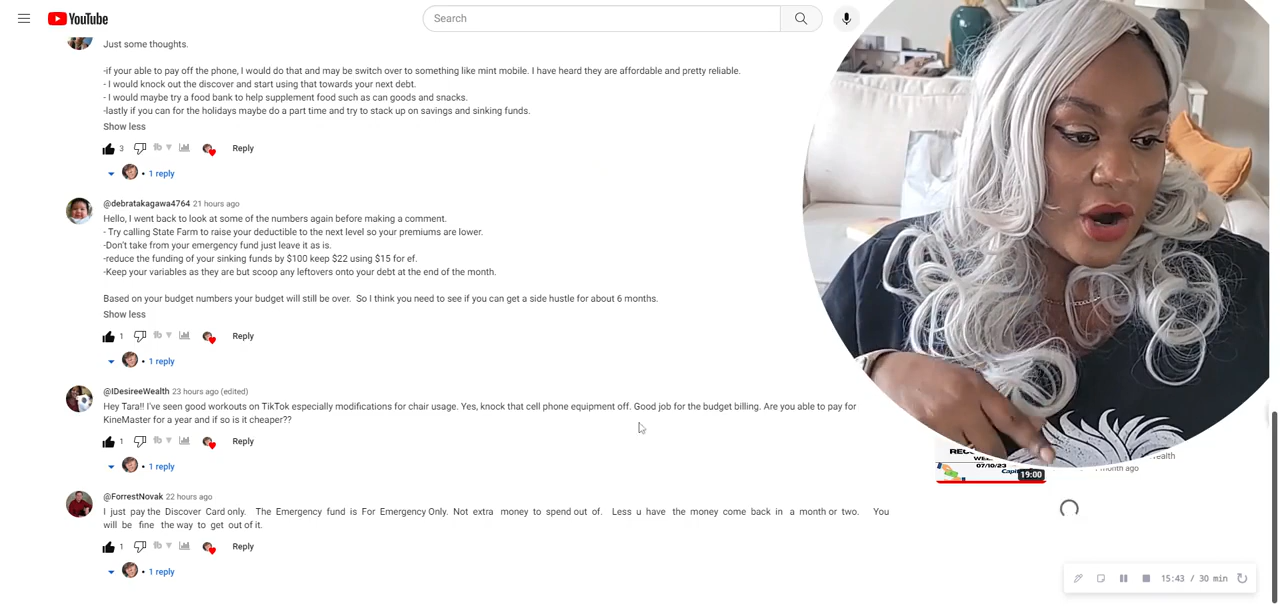 YouTube
Search
Just some thoughts.
-if your able to pay off the phone, I would do that and may be switch over to something like mint mobile. I have heard they are affordable and pretty reliable.
- I would knock out the discover and start using that towards your next debt.
- I would maybe try a food bank to help supplement food such as can goods and snacks.
-lastly if you can for the holidays maybe do a part time and try to stack up on savings and sinking funds.
Show less
3 Reply
1 reply
@debratakagawa4764 21 hours ago
Hello, I went back to look at some of the numbers again before making a comment.
- Try calling State Farm to raise your deductible to the next level so your premiums are lower.
-Don't take from your emergency fund just leave it as is.
-reduce the funding of your sinking funds by $100 keep $22 using $15 for ef.
-Keep your variables as they are but scoop any leftovers onto your debt at the end of the month.
Based on your budget numbers your budget will still be over. So I think you need to see if you can get a side hustle for about 6 months.
Show less
1 Reply
1 reply
@IDesireeWealth 23 hours ago (edited)
Hey Tara!! I've seen good workouts on TikTok especially modifications for chair usage. Yes, knock that cell phone equipment off. Good job for the budget billing. Are you able to pay for
KineMaster for a year and if so is it cheaper??
1 Reply
1 reply
@ForrestNovak 22 hours ago
I just pay the Discover Card only. The Emergency fund is For Emergency Only. Not extra money to spend out of. Less u have the money come back in a month or two. You
will be fine the way to get out of it.
1 Reply
1 reply
07/10/23
19:00
month ago
15:43 / 30 min